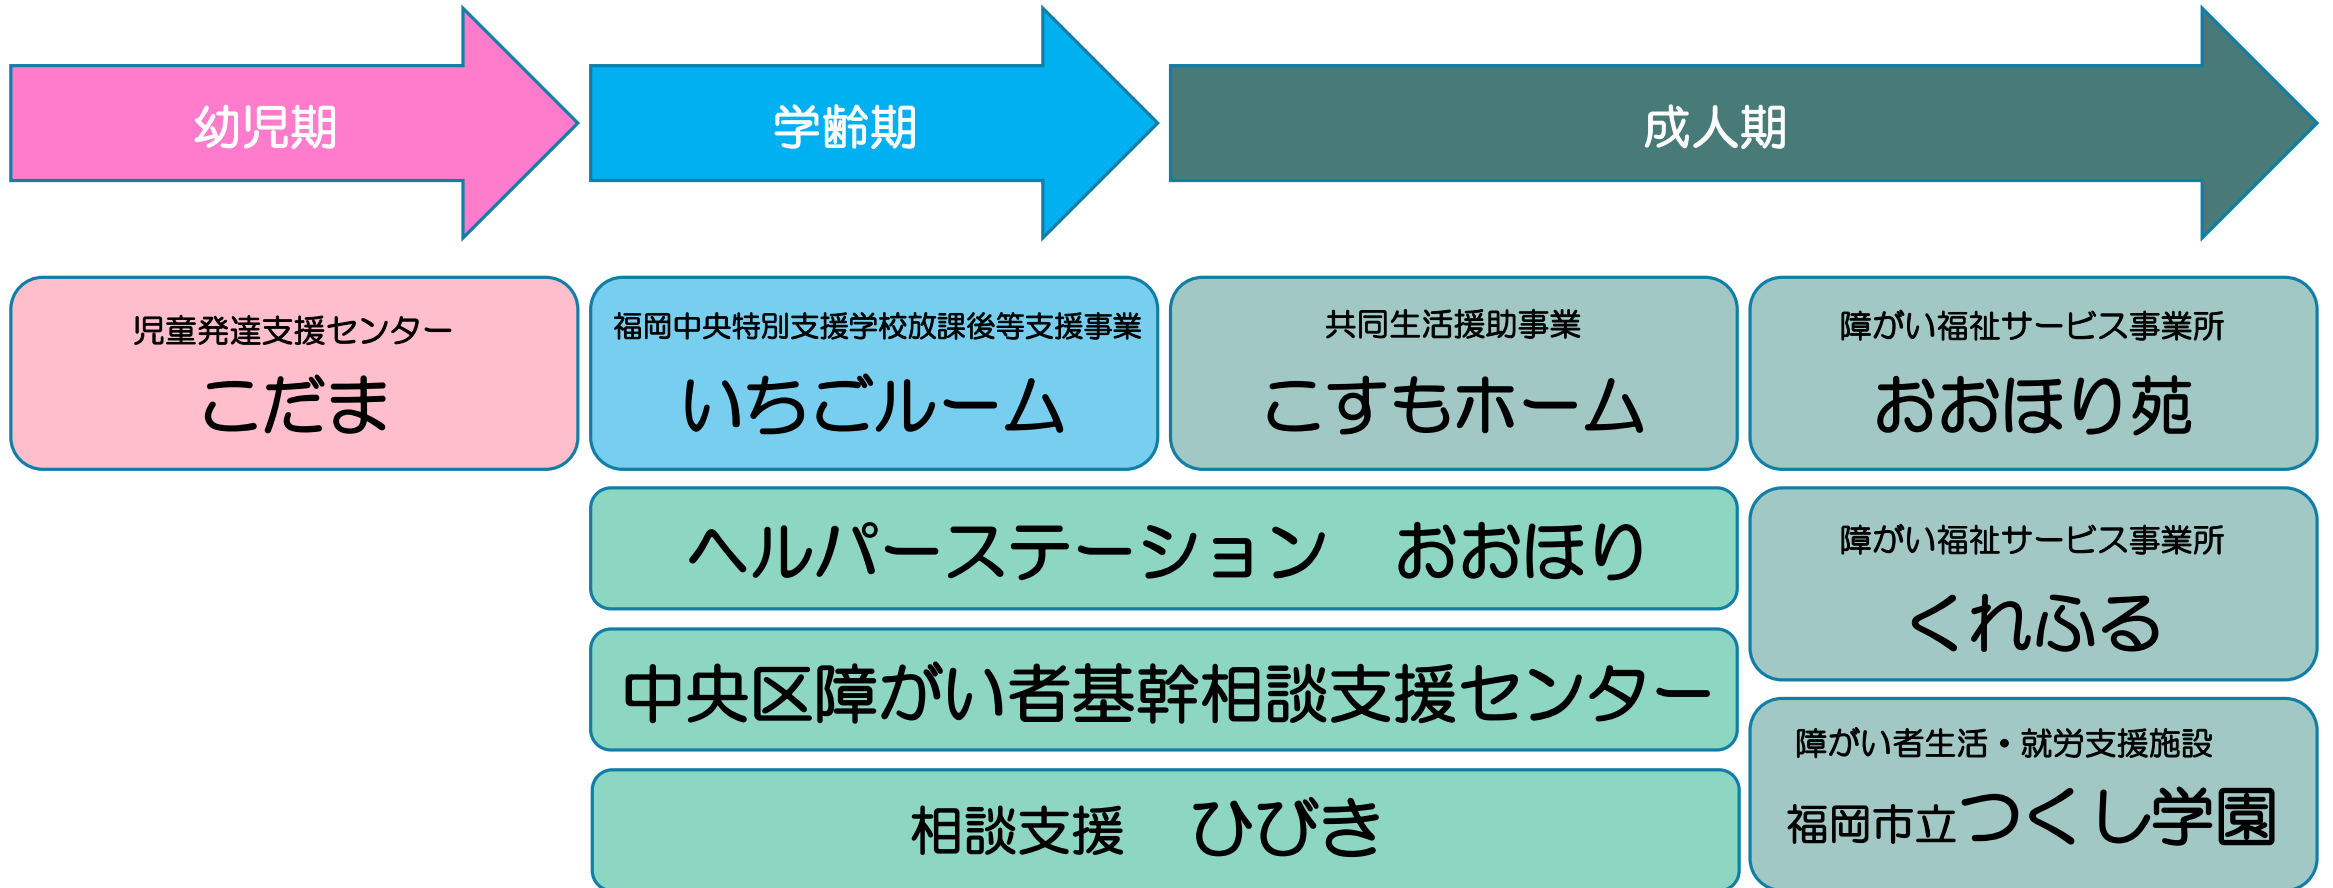 幼児期
学齢期
成人期
児童発達支援センター
こだま
福岡中央特別支援学校放課後等支援事業
いちごルーム
共同生活援助事業
こすもホーム
障がい福祉サービス事業所
おおほり苑
ヘルパーステーション　おおほり
中央区障がい者基幹相談支援センター
相談支援　ひびき
障がい福祉サービス事業所
くれふる
障がい者生活・就労支援施設
福岡市立つくし学園